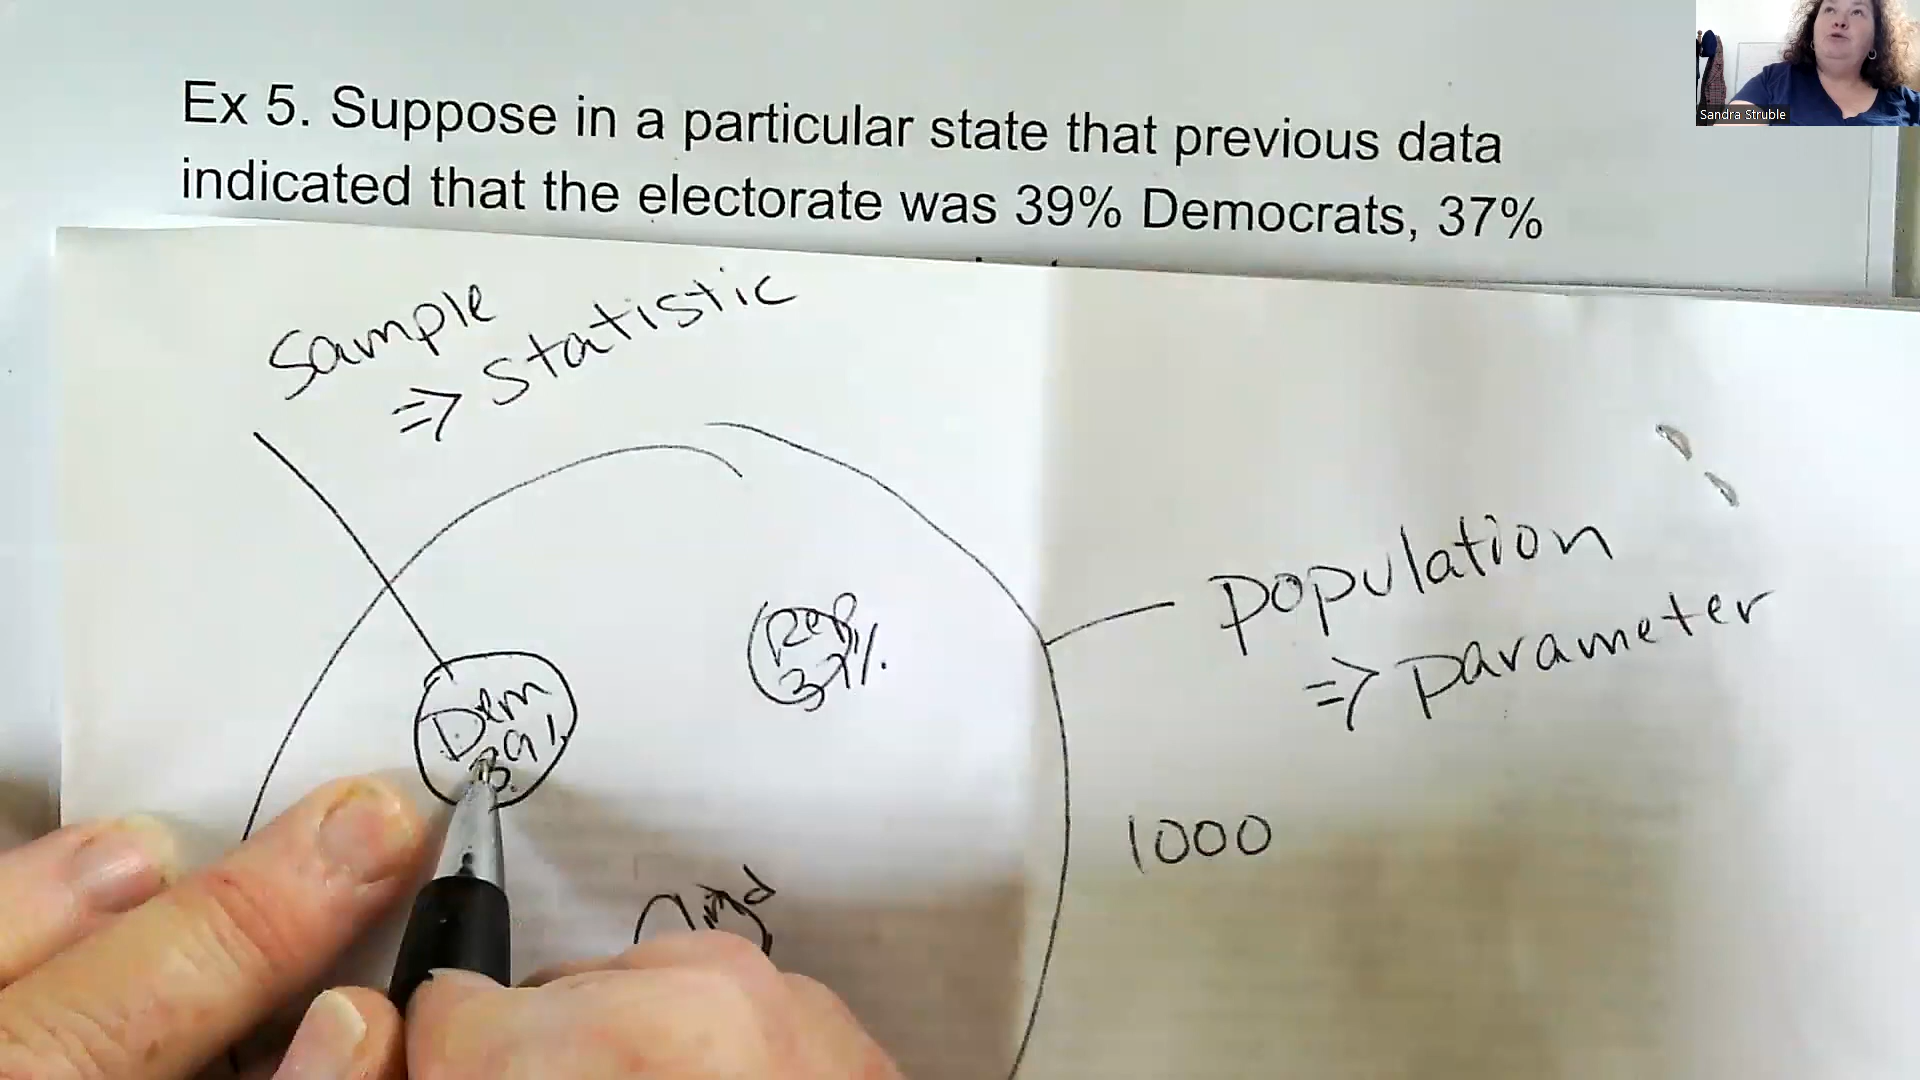 Ex 5. Suppose in a particular state that previous data
indicated that the electorate was 39% Democrats, 37%
Sandra Struble
Sample
⇒ Statistic
population
⇒ parameter
Rep
37%
Dem
39%
1000
Ind